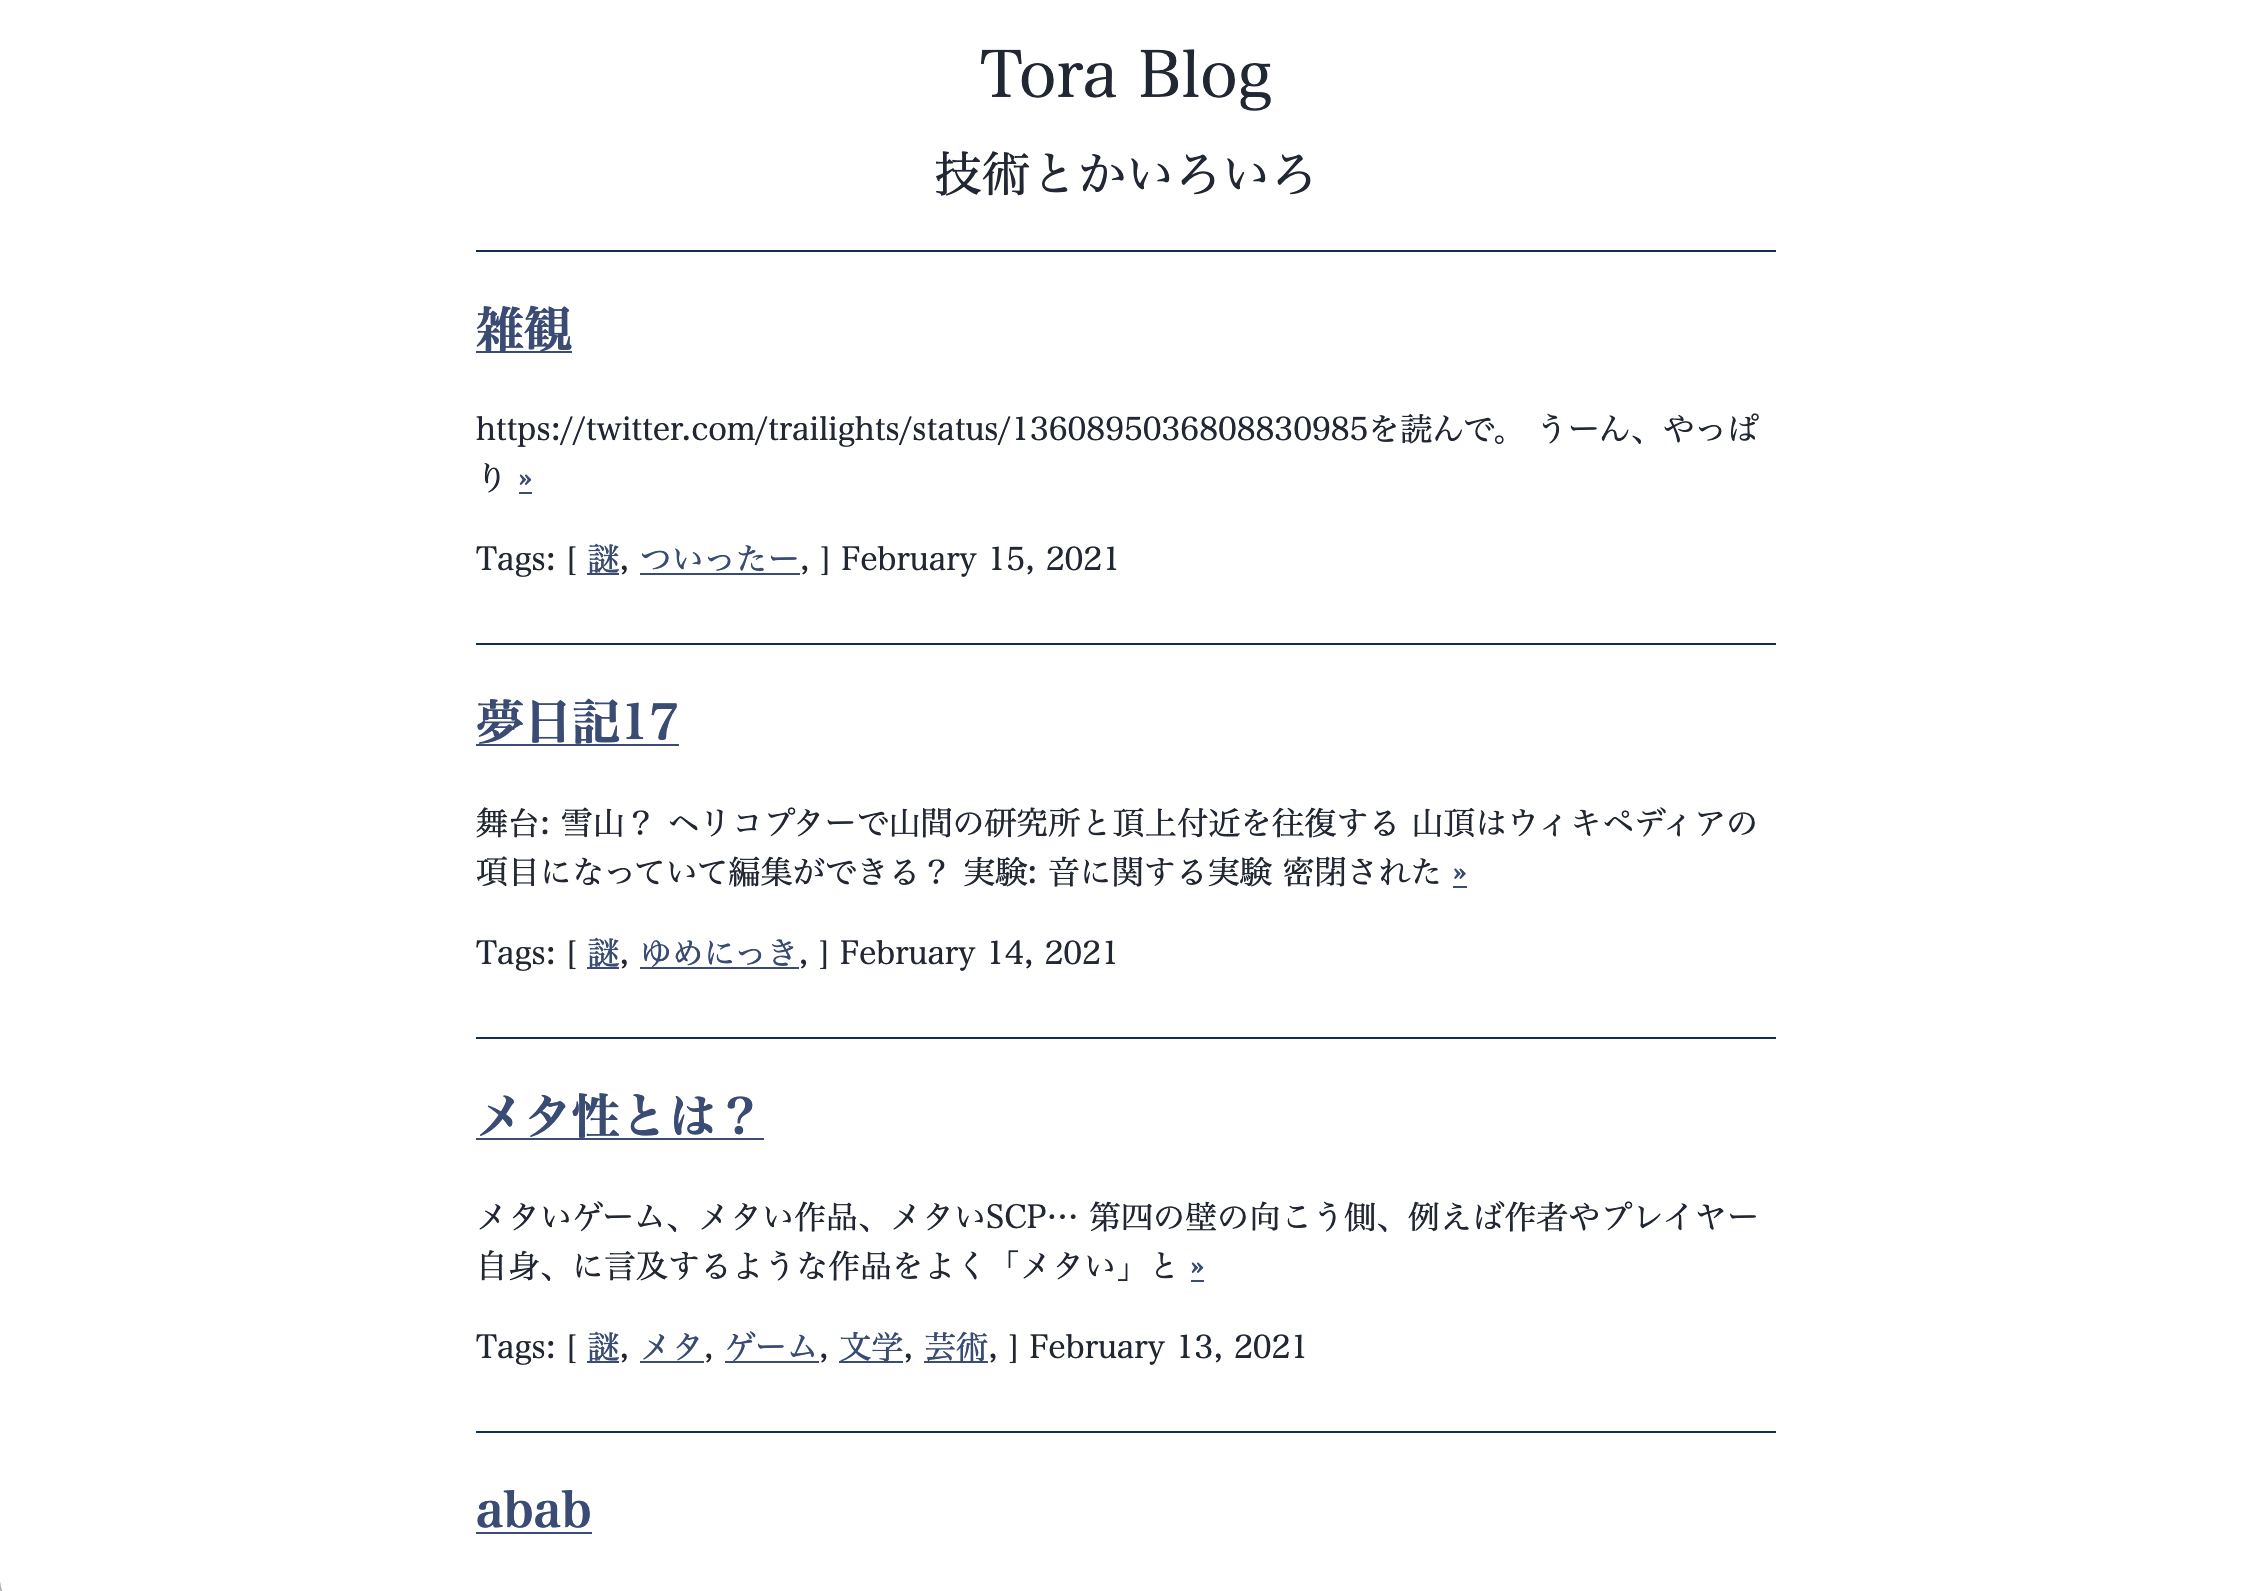 Tora Blog
技術とかいろいろ
雑観
https://twitter.com/trailights/status/1360895036808830985を読んで。 うーん、やっぱ
り »
Tags: [ 謎, ついったー, ] February 15, 2021
夢日記17
舞台: 雪山？ ヘリコプターで山間の研究所と頂上付近を往復する 山頂はウィキペディアの
項目になっていて編集ができる？ 実験: 音に関する実験 密閉された »
Tags: [ 謎, ゆめにっき, ] February 14, 2021
メタ性とは？
メタいゲーム、メタい作品、メタいSCP… 第四の壁の向こう側、例えば作者やプレイヤー
自身、に言及するような作品をよく「メタい」と »
Tags: [ 謎, メタ, ゲーム, 文学, 芸術, ] February 13, 2021
abab